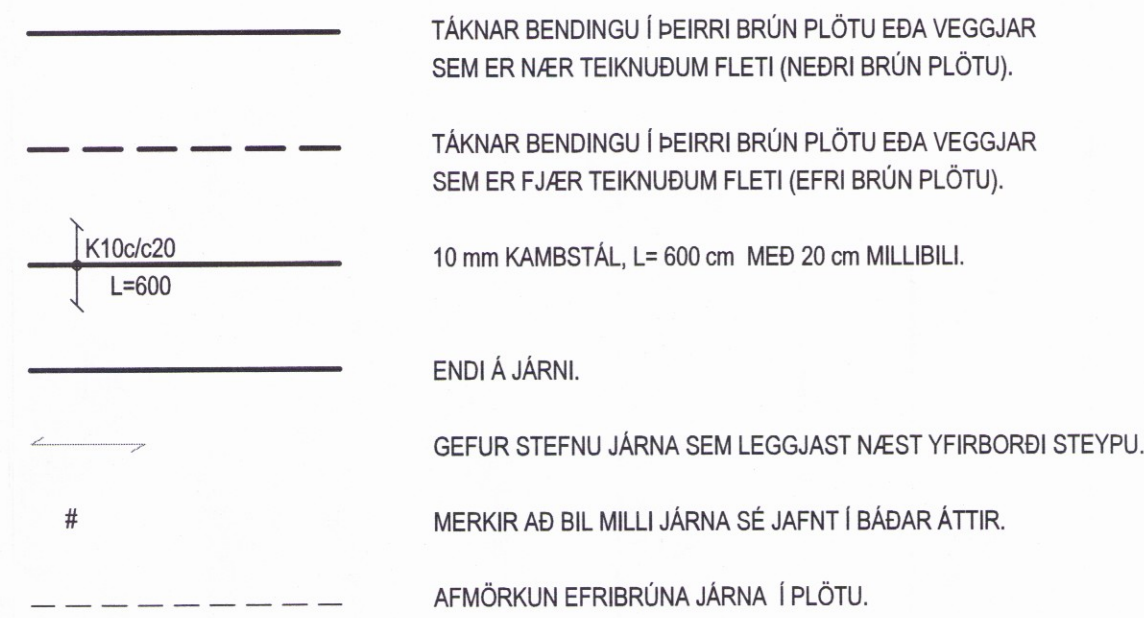 TÁKNAR BENDINGU Í ÞEIRRI BRÚN PLÖTU EÐA VEGGJAR
SEM ER NÆR TEIKNUÐUM FLETI (NEÐRI BRÚN PLÖTU).
TÁKNAR BENDINGU Í ÞEIRRI BRÚN PLÖTU EÐA VEGGJAR
SEM ER FJÆR TEIKNUÐUM FLETI (EFRI BRÚN PLÖTU).
K10c/c20
L=600
10 mm KAMBSTÁL, L= 600 cm MEÐ 20 cm MILLIBILI.
ENDI Á JÁRNI.
GEFUR STEFNU JÁRNA SEM LEGGJAST NÆST YFIRBORÐI STEYPU.
#
MERKIR AÐ BIL MILLI JÁRNA SÉ JAFNT Í BÁÐAR ÁTTIR.
AFMÖRKUN EFRIBRÚNA JÁRNA Í PLÖTU.